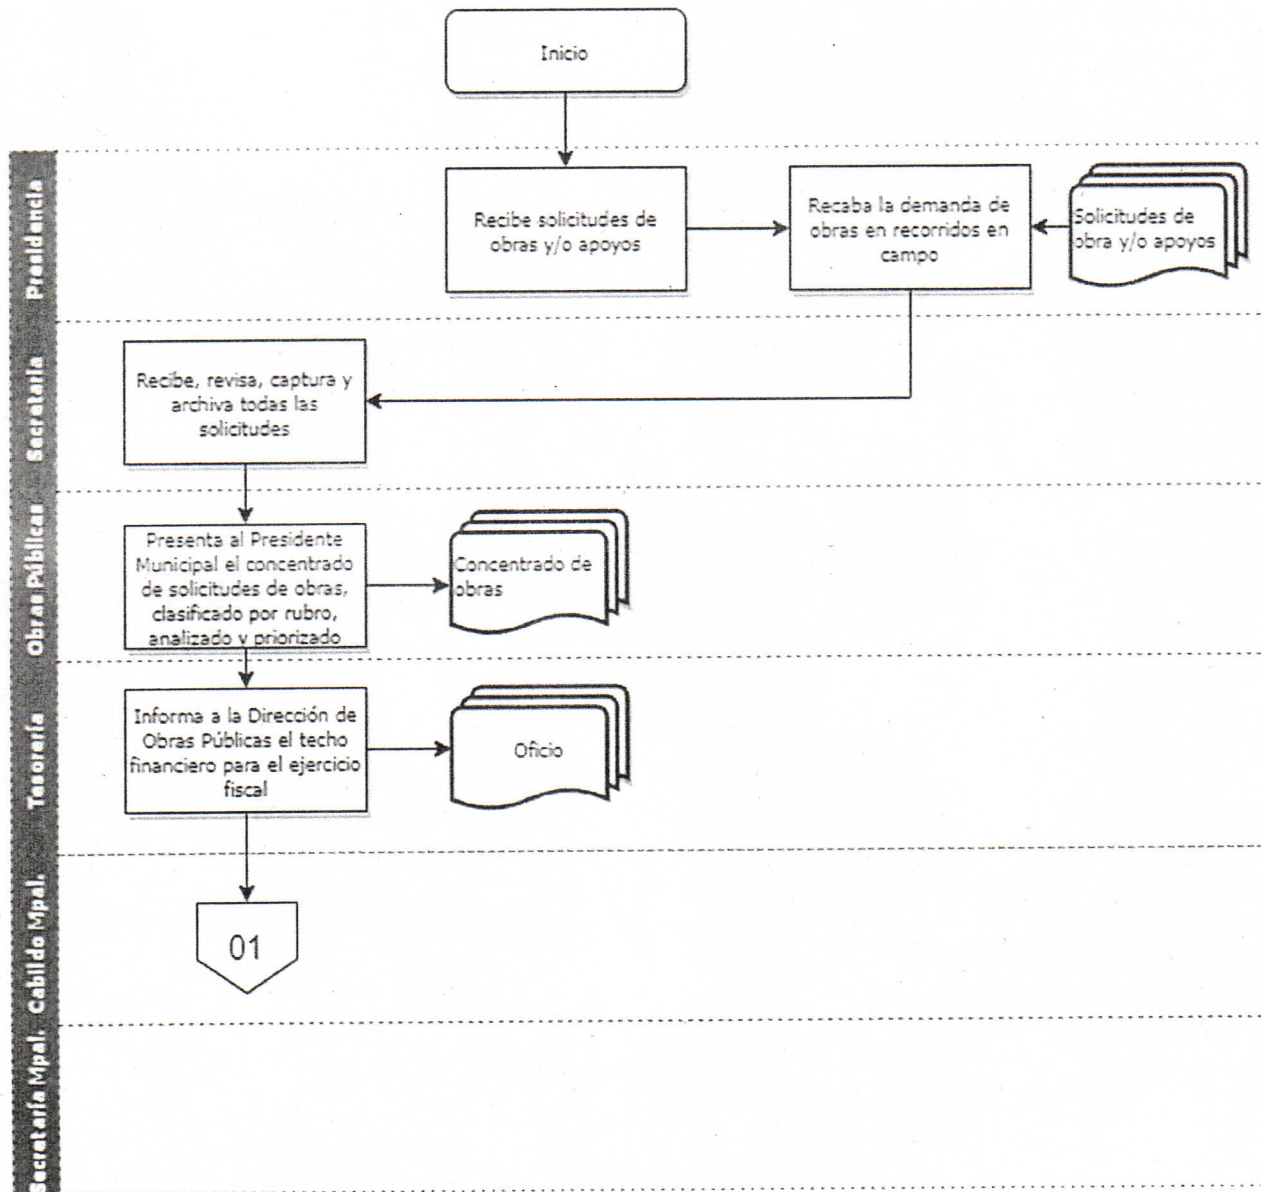 Inicio
Presidencia
Recibe solicitudes de
obras y/o apoyos
Recaba la demanda de
obras en recorridos en
campo
Solicitudes de
obra y/o apoyos
Secretaría
Recibe, revisa, captura y
archiva todas las
solicitudes
Obras Públicas
Presenta al Presidente
Municipal el concentrado
de solicitudes de obras,
clasificado por rubro,
analizado y priorizado
Concentrado de
obras
Tesorería
Informa a la Dirección de
Obras Públicas el techo
financiero para el ejercicio
fiscal
Oficio
Cabildo Mpal.
01
Secretaría Mpal.